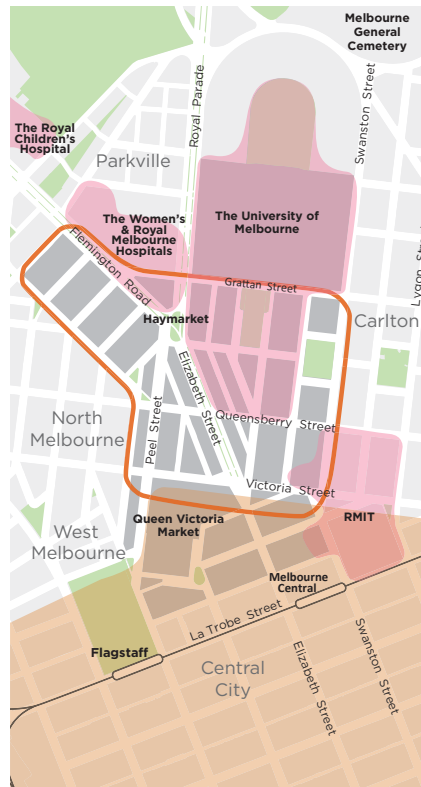 Melbourne
General
Cemetery
Royal Parade
Swanston Street
The Royal
Children's
Hospital
Parkville
The Women's
& Royal
Melbourne
Hospitals
The University of
Melbourne
Flemington Road
Grattan Street
Haymarket
Carlton
Elizabeth Street
Peel Street
North
Melbourne
Queensberry Street
Victoria Street
Queen Victoria
Market
RMIT
West
Melbourne
Melbourne
Central
La Trobe Street
Flagstaff
Central
City
Elizabeth Street
Swanston Street